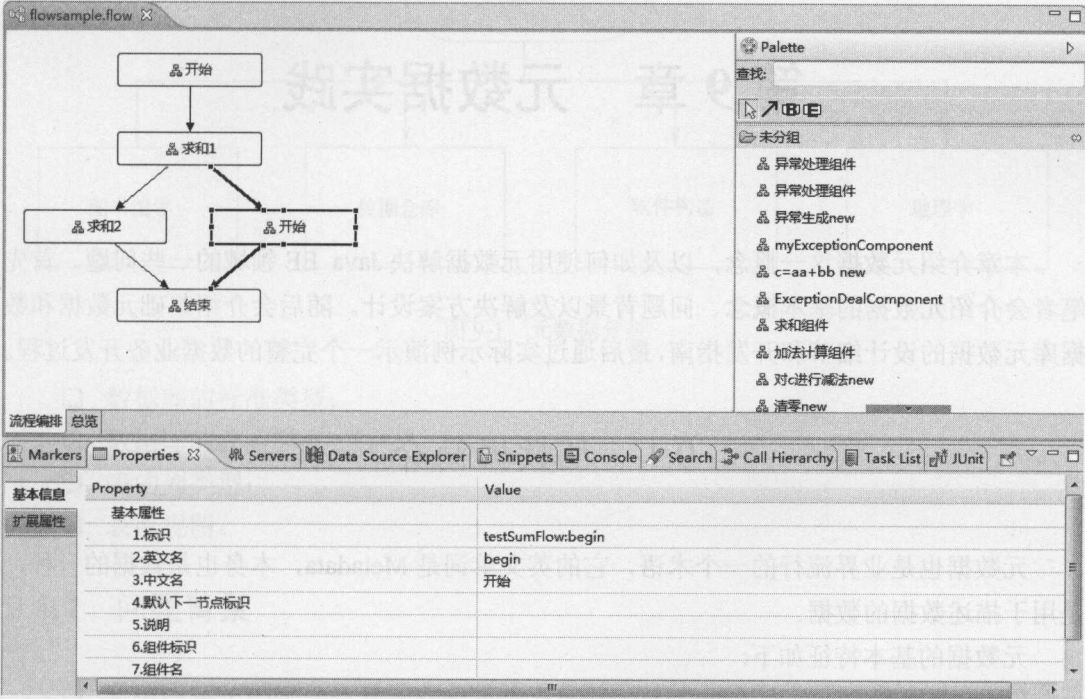 flowsample.flow
开始
求和1
求和2
开始
结束
流程编排 总览
Palette
查找:
未分组
异常处理组件
异常处理组件
异常生成new
myExceptionComponent
c=aa+bb new
ExceptionDealComponent
求和组件
加法计算组件
对c进行减法new
清零new
Markers Properties Servers Data Source Explorer Snippets Console Search Call Hierarchy Task List JUnit
基本信息
扩展属性
Property Value
基本属性
1.标识 testSumFlow:begin
2.英文名 begin
3.中文名 开始
4.默认下一节点标识
5.说明
6.组件标识
7.组件名